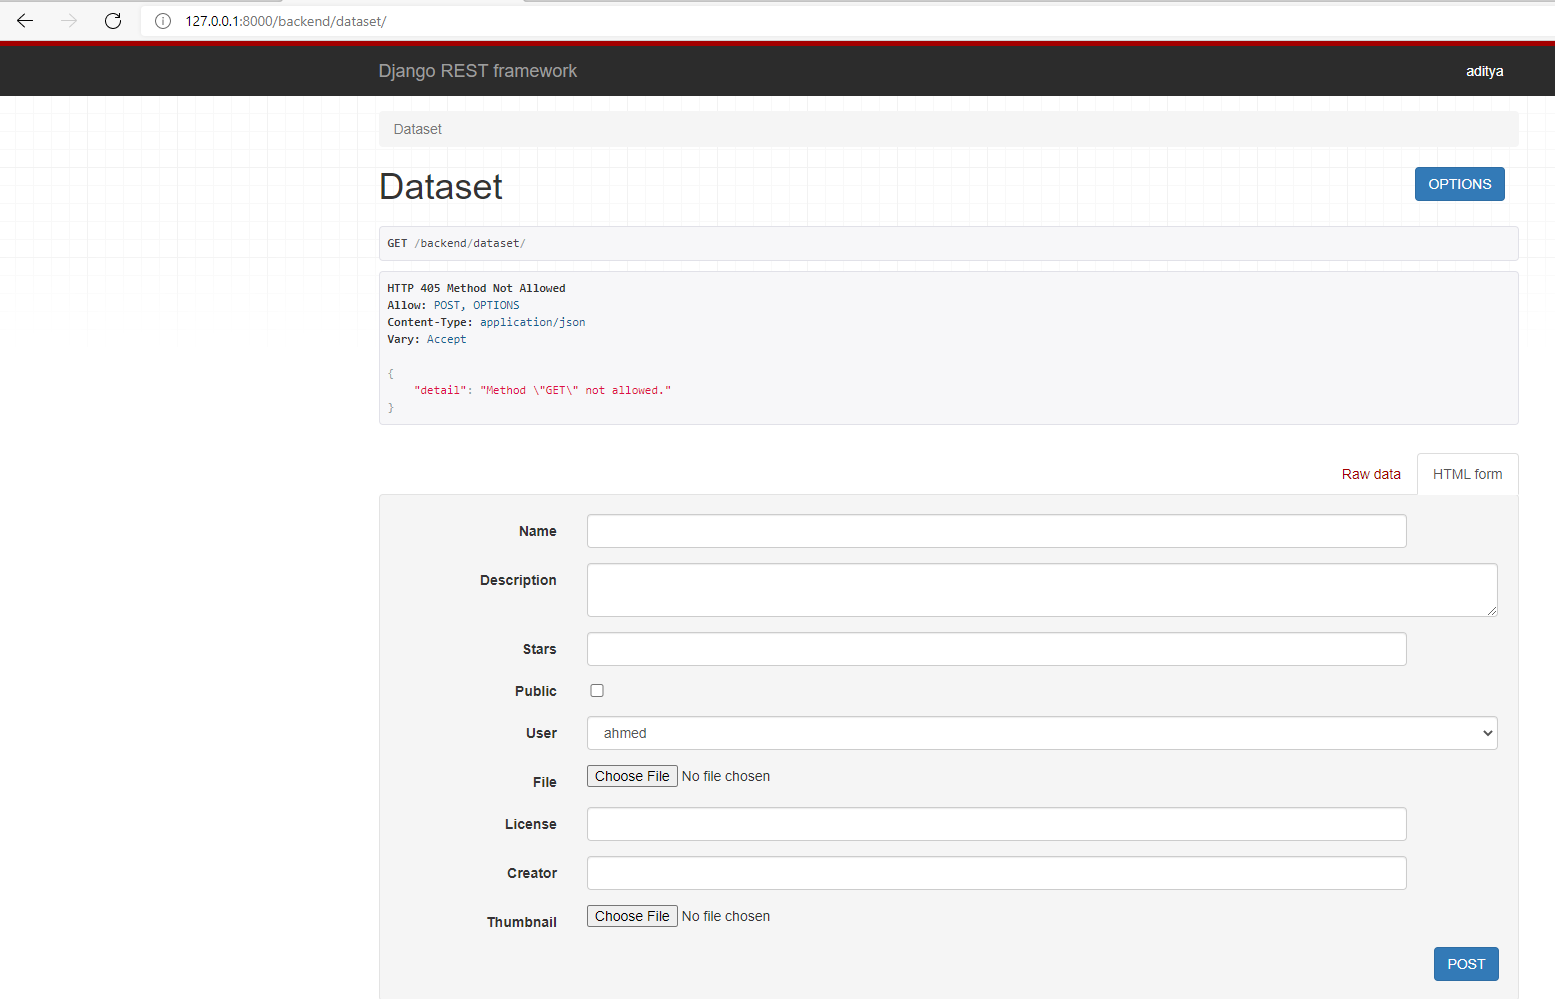 127.0.0.1:8000/backend/dataset/
Django REST framework
aditya
Dataset
Dataset
OPTIONS
GET /backend/dataset/
HTTP 405 Method Not Allowed
Allow: POST, OPTIONS
Content-Type: application/json
Vary: Accept
{
"detail": "Method \"GET\" not allowed."
}
Raw data
HTML form
Name
Description
Stars
Public
User
ahmed
File
Choose File No file chosen
License
Creator
Thumbnail
Choose File No file chosen
POST